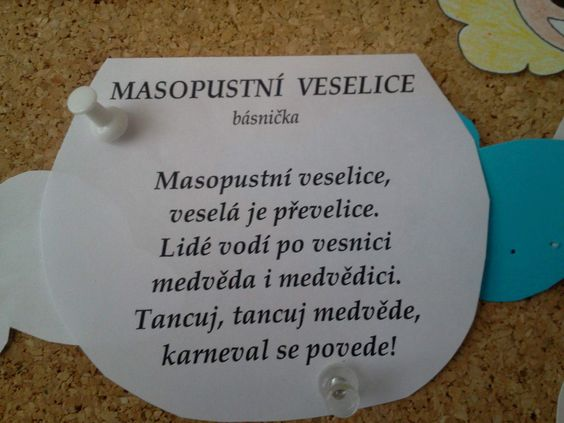 MASOPUSTNÍ VESELICE
básnička
Masopustní veselice,
veselá je převelice.
Lidé vodí po vesnici
medvěda i medvědici.
Tancuj, tancuj medvěde,
karneval se povede!